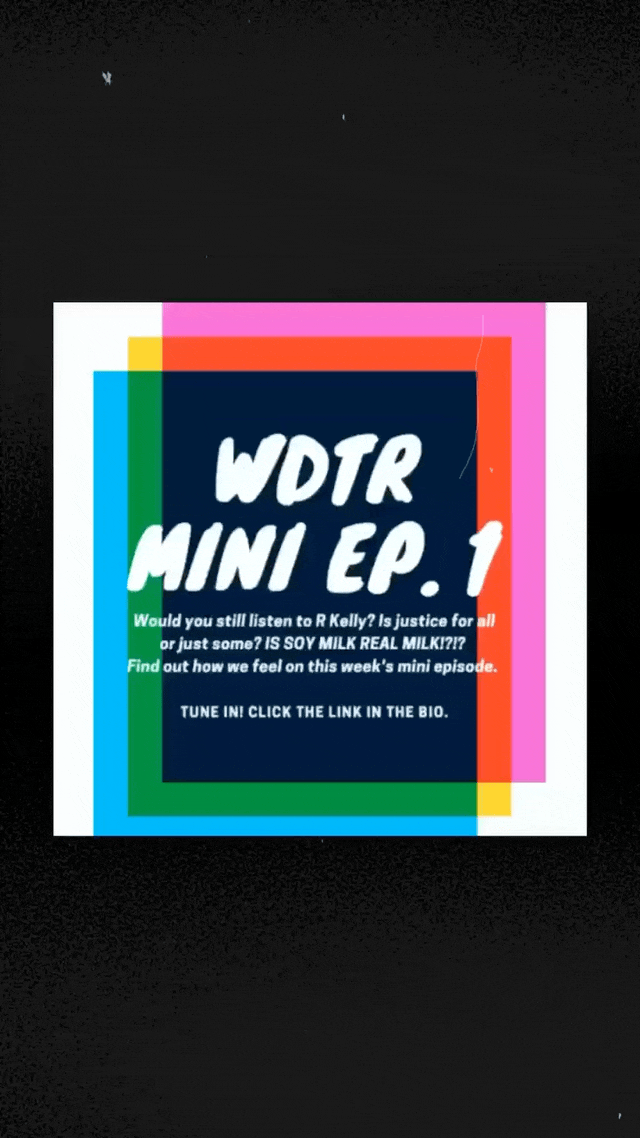 WDTR
MINI EP. 1
Would you still listen to R Kelly? Is justice for all
or just some? IS SOY MILK REAL MILK!?!?
Find out how we feel on this week's mini episode.
TUNE IN! CLICK THE LINK IN THE BIO.